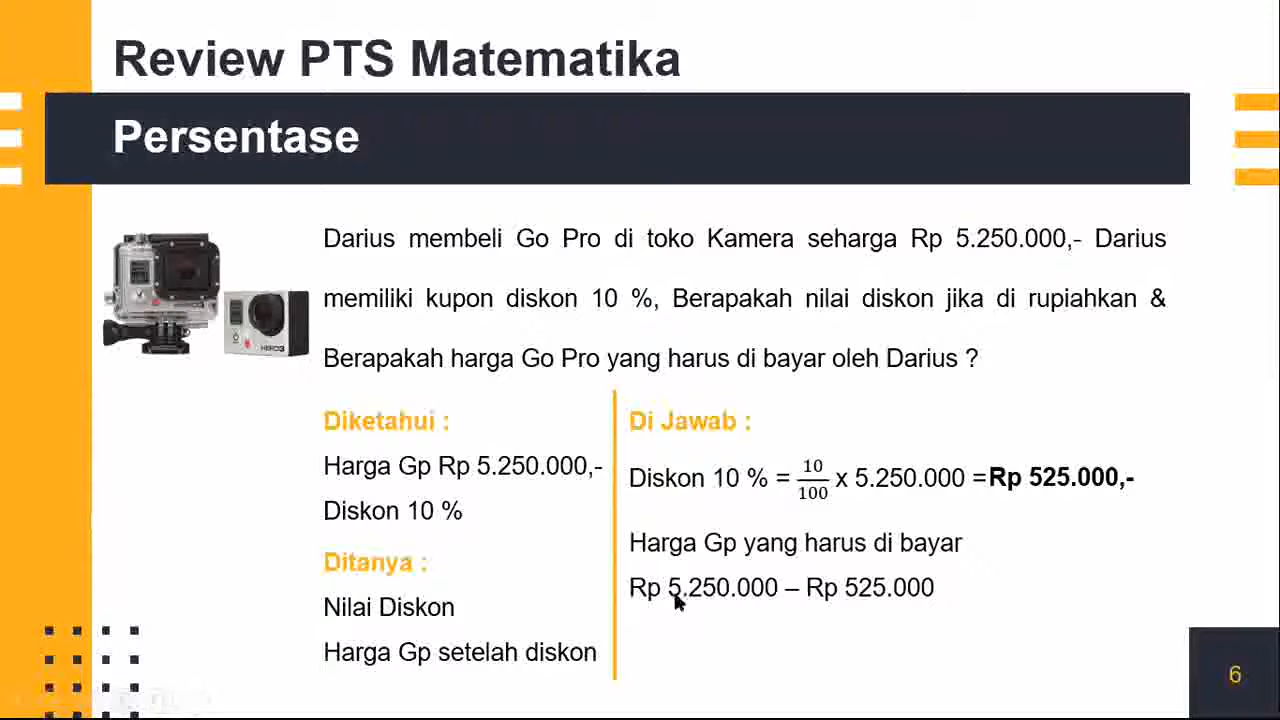 Review PTS Matematika
Persentase
Darius membeli Go Pro di toko Kamera seharga Rp 5.250.000,- Darius
memiliki kupon diskon 10 %, Berapakah nilai diskon jika di rupiahkan &
Berapakah harga Go Pro yang harus di bayar oleh Darius ?
Diketahui :
Harga Gp Rp 5.250.000,-
Diskon 10 %
Ditanya :
Nilai Diskon
Harga Gp setelah diskon
Di Jawab :
Diskon 10 % = 10/100 x 5.250.000 =Rp 525.000,-
Harga Gp yang harus di bayar
Rp 5.250.000 – Rp 525.000
HERO3
6